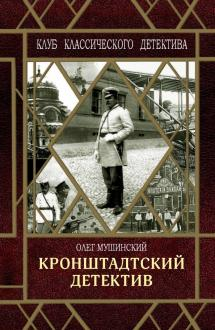 КЛУБ КЛАССИЧЕСКОГО ДЕТЕКТИВА
ОЛЕГ МУШИНСКИЙ
КРОНШТАДТСКИЙ
ДЕТЕКТИВ